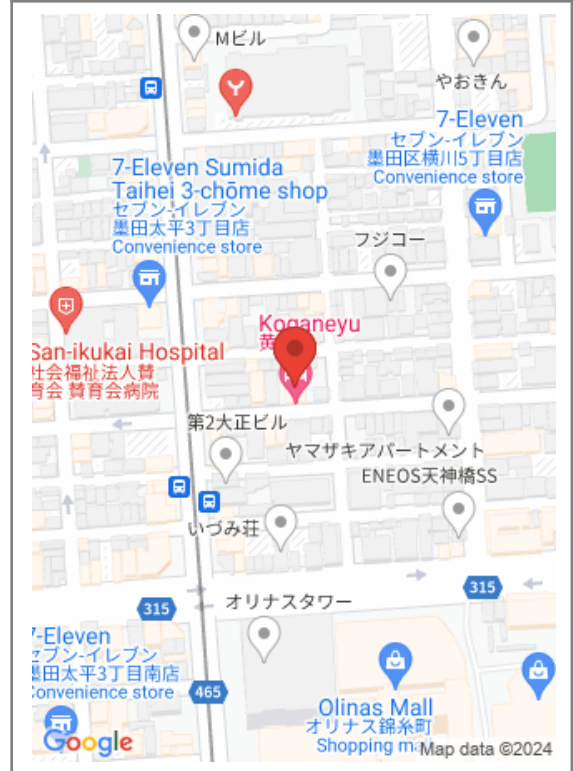 Mビル
やおきん
7-Eleven
セブン-イレブン
墨田区横川5丁目店
Convenience store
7-Eleven Sumida
Taihei 3-chōme shop
セブン-イレブン
墨田太平3丁目店
Convenience store
フジコー
Koganeyu
黄
San-ikukai Hospital
社会福祉法人賛
育会 賛育会病院
第2大正ビル
ヤマザキアパートメント
ENEOS天神橋SS
いづみ荘
315
315
オリナスタワー
7-Eleven
セブン-イレブン
墨田太平3丁目南店
Convenience store
465
Olinas Mall
オリナス錦糸町
Shopping ma
Google
Map data ©2024